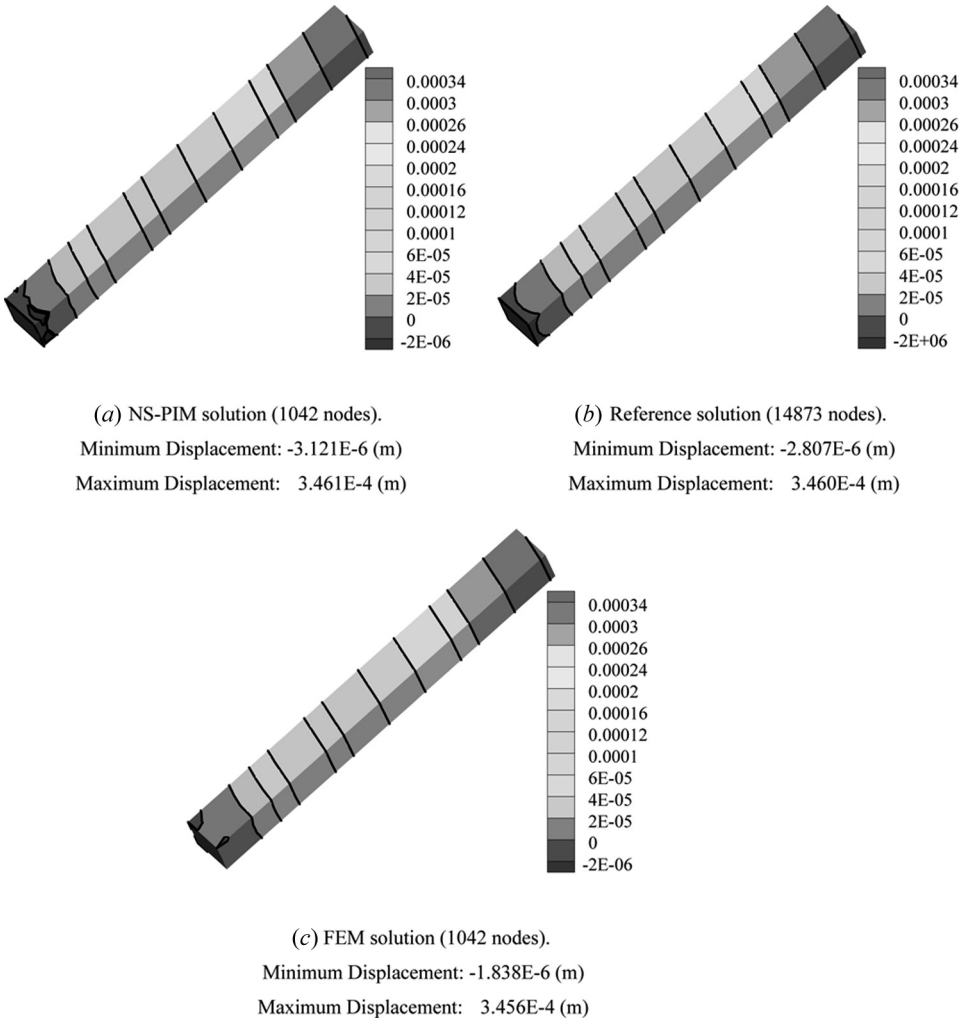 0.00034
0.0003
0.00026
0.00024
0.0002
0.00016
0.00012
0.0001
6E-05
4E-05
2E-05
0
-2E-06
(a) NS-PIM solution (1042 nodes).
Minimum Displacement: -3.121E-6 (m)
Maximum Displacement: 3.461E-4 (m)
0.00034
0.0003
0.00026
0.00024
0.0002
0.00016
0.00012
0.0001
6E-05
4E-05
2E-05
0
-2E+06
(b) Reference solution (14873 nodes).
Minimum Displacement: -2.807E-6 (m)
Maximum Displacement: 3.460E-4 (m)
0.00034
0.0003
0.00026
0.00024
0.0002
0.00016
0.00012
0.0001
6E-05
4E-05
2E-05
0
-2E-06
(c) FEM solution (1042 nodes).
Minimum Displacement: -1.838E-6 (m)
Maximum Displacement: 3.456E-4 (m)